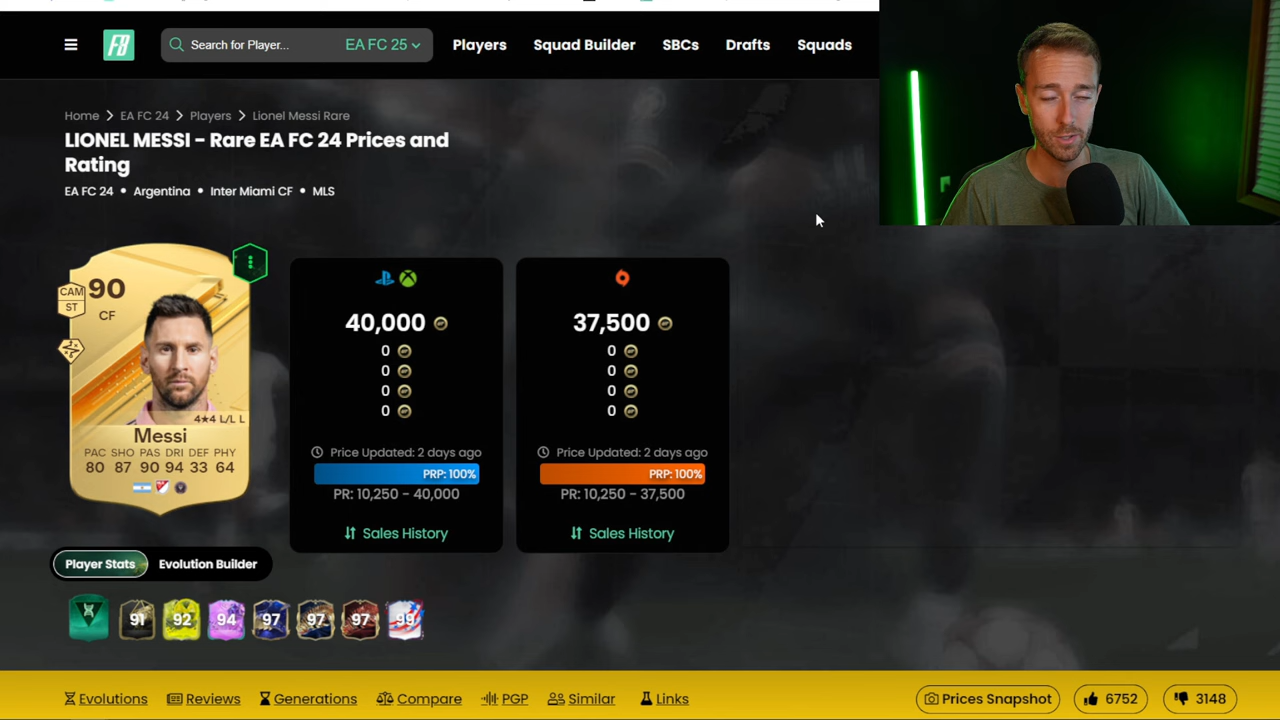 FB
Search for Player...
EA FC 25
Players
Squad Builder
SBCs
Drafts
Squads
Home
EA FC 24
Players
Lionel Messi Rare
LIONEL MESSI - Rare EA FC 24 Prices and
Rating
EA FC 24 • Argentina • Inter Miami CF • MLS
90
CF
CAM
ST
4★4 L/L L
Messi
PAC SHO PAS DRI DEF PHY
80 87 90 94 33 64
40,000
0
0
0
0
Price Updated: 2 days ago
PRP: 100%
PR: 10,250 - 40,000
Sales History
37,500
0
0
0
0
Price Updated: 2 days ago
PRP: 100%
PR: 10,250 - 37,500
Sales History
Player Stats
Evolution Builder
91
92
94
97
97
97
99
Evolutions
Reviews
Generations
Compare
PGP
Similar
Links
Prices Snapshot
6752
3148